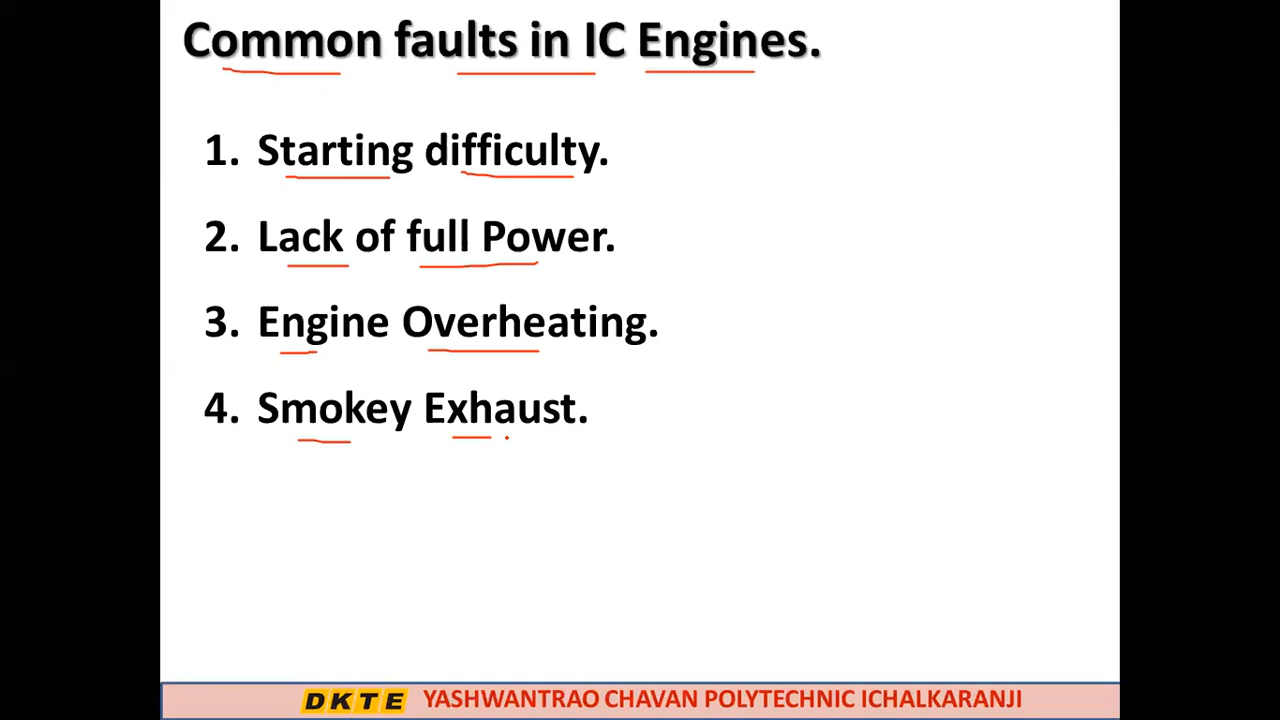 Common faults in IC Engines.
1. Starting difficulty.
2. Lack of full Power.
3. Engine Overheating.
4. Smokey Exhaust.
DKTE YASHWANTRAO CHAVAN POLYTECHNIC ICHALKARANJI